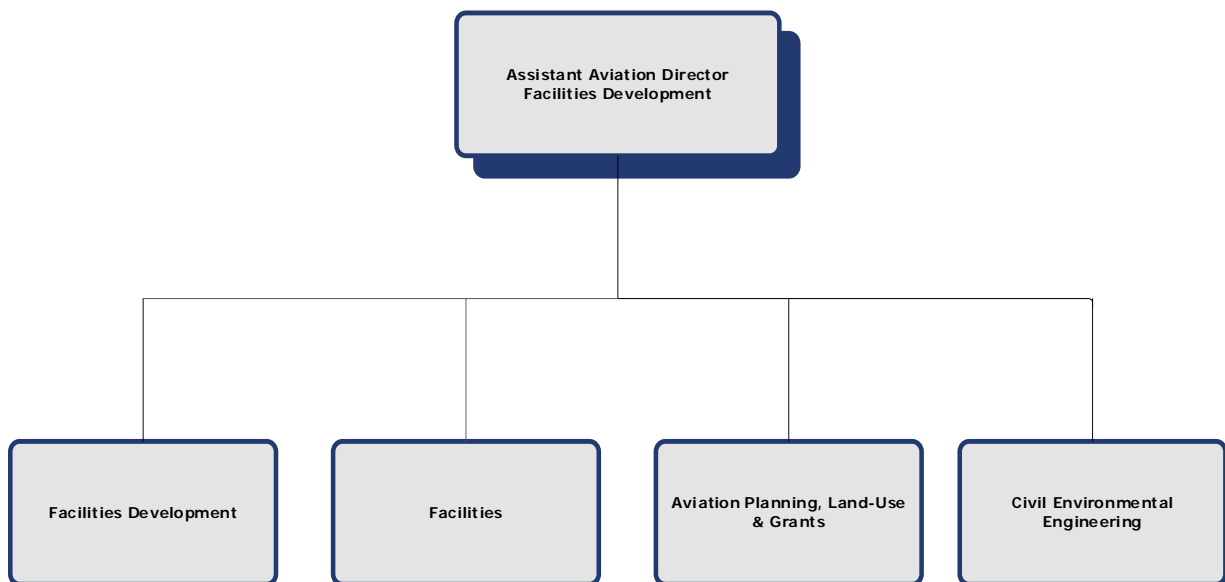 Assistant Aviation Director
Facilities Development
Facilities Development
Facilities
Aviation Planning, Land-Use
& Grants
Civil Environmental
Engineering